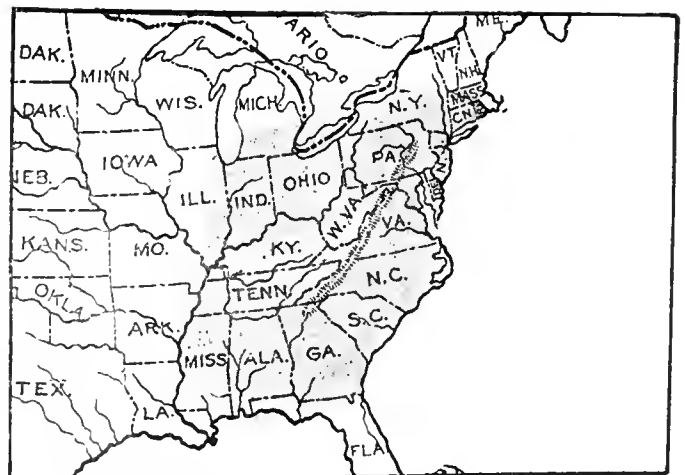 ARIO
ME.
DAK.
MINN.
VT.
N.H.
WIS.
MICH.
N.Y.
MASS
CN
DAK.
IOWA
PA.
N.J.
NEB.
ILL.
IND.
OHIO
DEL
W.VA.
VA.
KANS.
MO.
KY.
OKLA
TENN.
N.C.
ARK.
S.C.
MISS
ALA.
GA.
TEX.
LA.
FLA